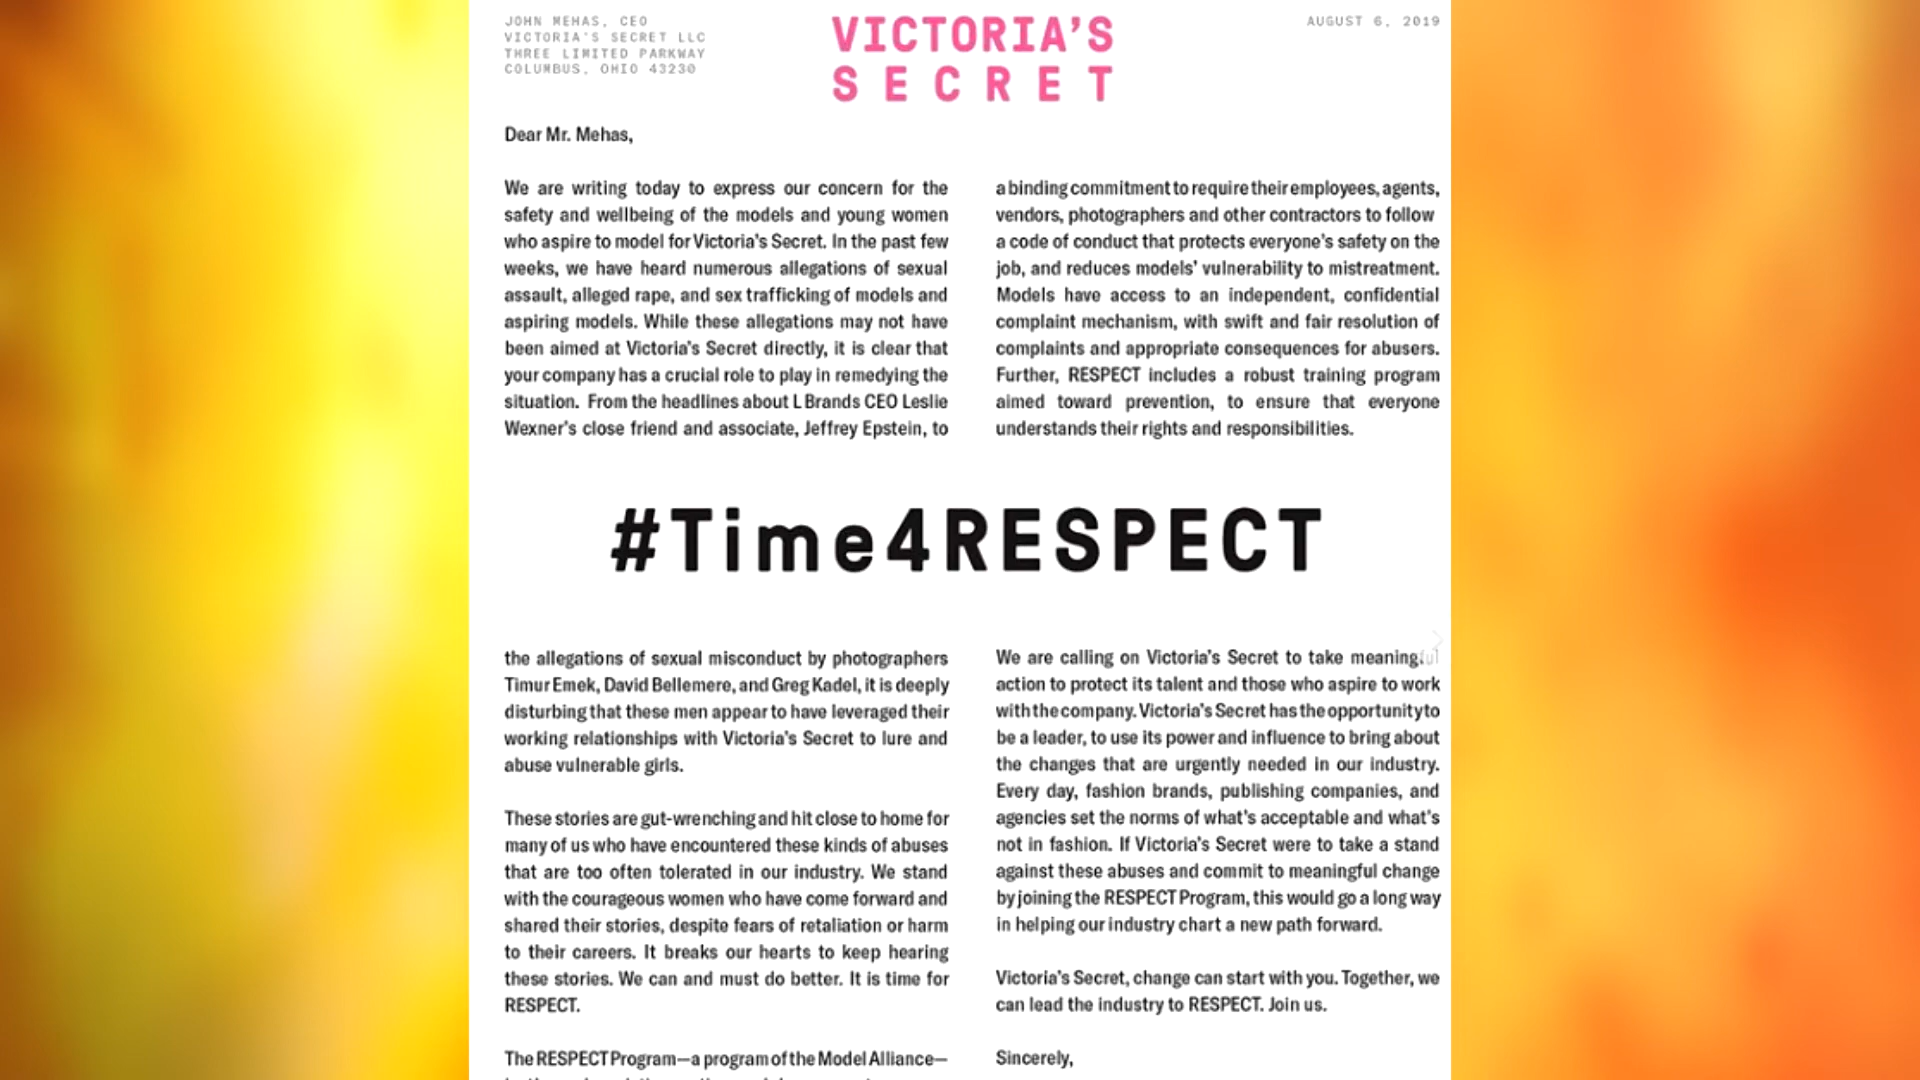 JOHN MEHAS, CEO
VICTORIA'S SECRET LLC
THREE LIMITED PARKWAY
COLUMBUS, OHIO 43230
VICTORIA'S
SECRET
AUGUST 6, 2019
Dear Mr. Mehas,
We are writing today to express our concern for the
safety and wellbeing of the models and young women
who aspire to model for Victoria's Secret. In the past few
weeks, we have heard numerous allegations of sexual
assault, alleged rape, and sex trafficking of models and
aspiring models. While these allegations may not have
been aimed at Victoria's Secret directly, it is clear that
your company has a crucial role to play in remedying the
situation. From the headlines about L Brands CEO Leslie
Wexner's close friend and associate, Jeffrey Epstein, to
a binding commitment to require their employees, agents,
vendors, photographers and other contractors to follow
a code of conduct that protects everyone's safety on the
job, and reduces models' vulnerability to mistreatment.
Models have access to an independent, confidential
complaint mechanism, with swift and fair resolution of
complaints and appropriate consequences for abusers.
Further, RESPECT includes a robust training program
aimed toward prevention, to ensure that everyone
understands their rights and responsibilities.
#Time4RESPECT
the allegations of sexual misconduct by photographers
Timur Emek, David Bellemere, and Greg Kadel, it is deeply
disturbing that these men appear to have leveraged their
working relationships with Victoria's Secret to lure and
abuse vulnerable girls.
These stories are gut-wrenching and hit close to home for
many of us who have encountered these kinds of abuses
that are too often tolerated in our industry. We stand
with the courageous women who have come forward and
shared their stories, despite fears of retaliation or harm
to their careers. It breaks our hearts to keep hearing
these stories. We can and must do better. It is time for
RESPECT.
The RESPECT Program—a program of the Model Alliance—
We are calling on Victoria's Secret to take meaningful
action to protect its talent and those who aspire to work
with the company. Victoria's Secret has the opportunity to
be a leader, to use its power and influence to bring about
the changes that are urgently needed in our industry.
Every day, fashion brands, publishing companies, and
agencies set the norms of what's acceptable and what's
not in fashion. If Victoria's Secret were to take a stand
against these abuses and commit to meaningful change
by joining the RESPECT Program, this would go a long way
in helping our industry chart a new path forward.
Victoria's Secret, change can start with you. Together, we
can lead the industry to RESPECT. Join us.
Sincerely,